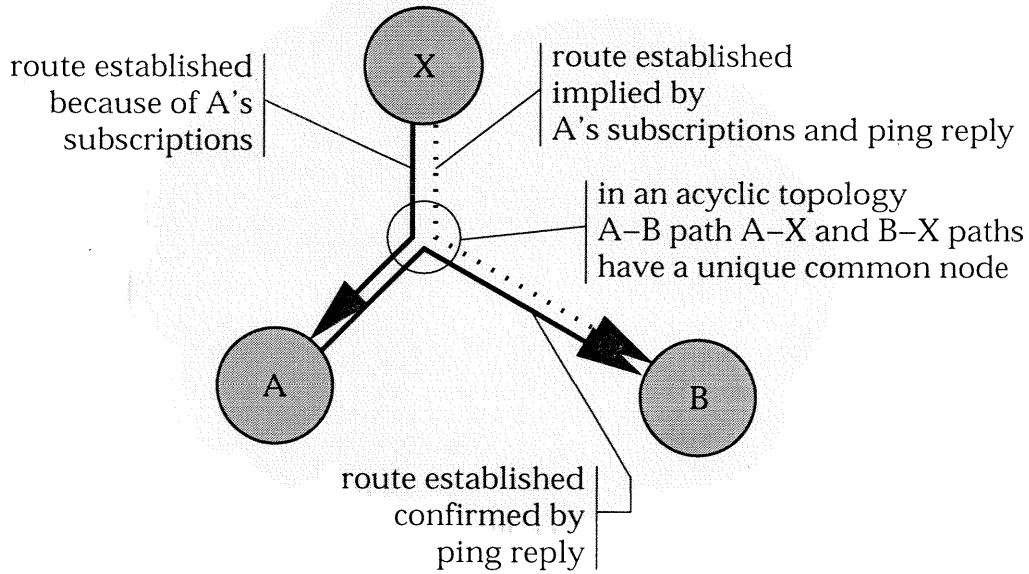 route established
because of A's
subscriptions
X
route established
implied by
A's subscriptions and ping reply
in an acyclic topology
A–B path A–X and B–X paths
have a unique common node
A
B
route established
confirmed by
ping reply